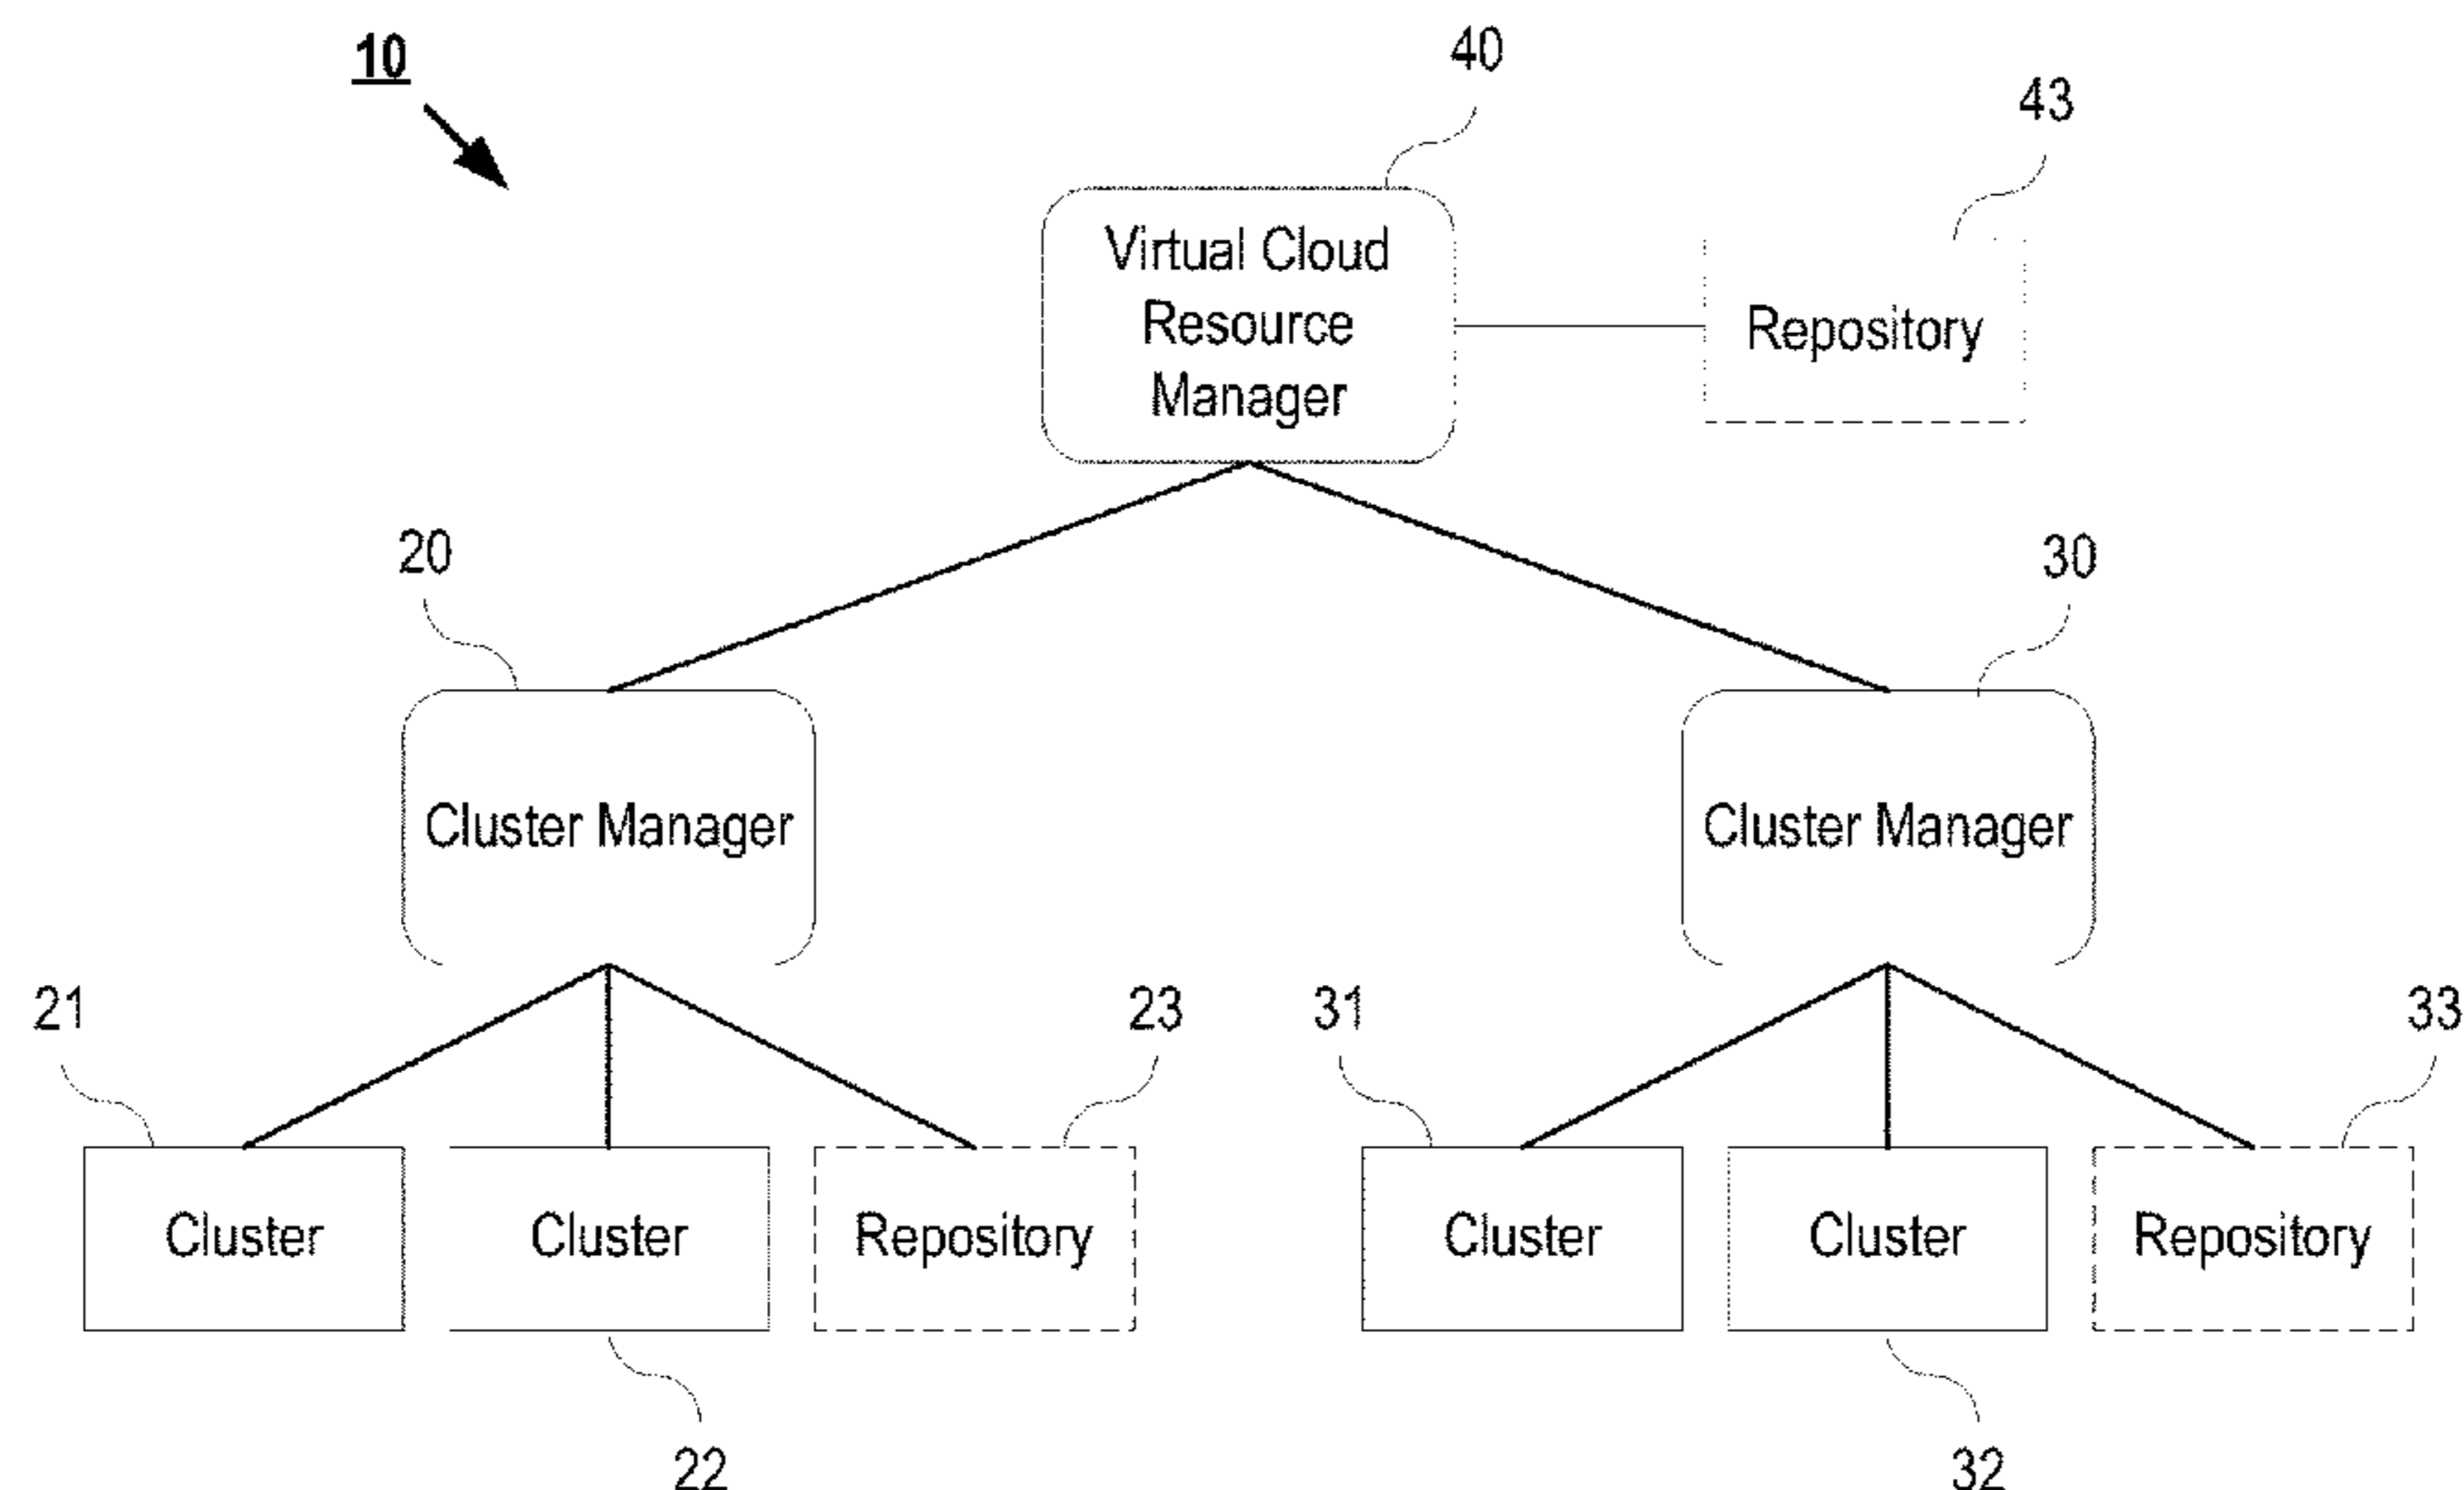 10
40
43
Virtual Cloud
Resource
Manager
Repository
20
30
Cluster Manager
Cluster Manager
21
23
31
33
Cluster
Cluster
Repository
Cluster
Cluster
Repository
22
32